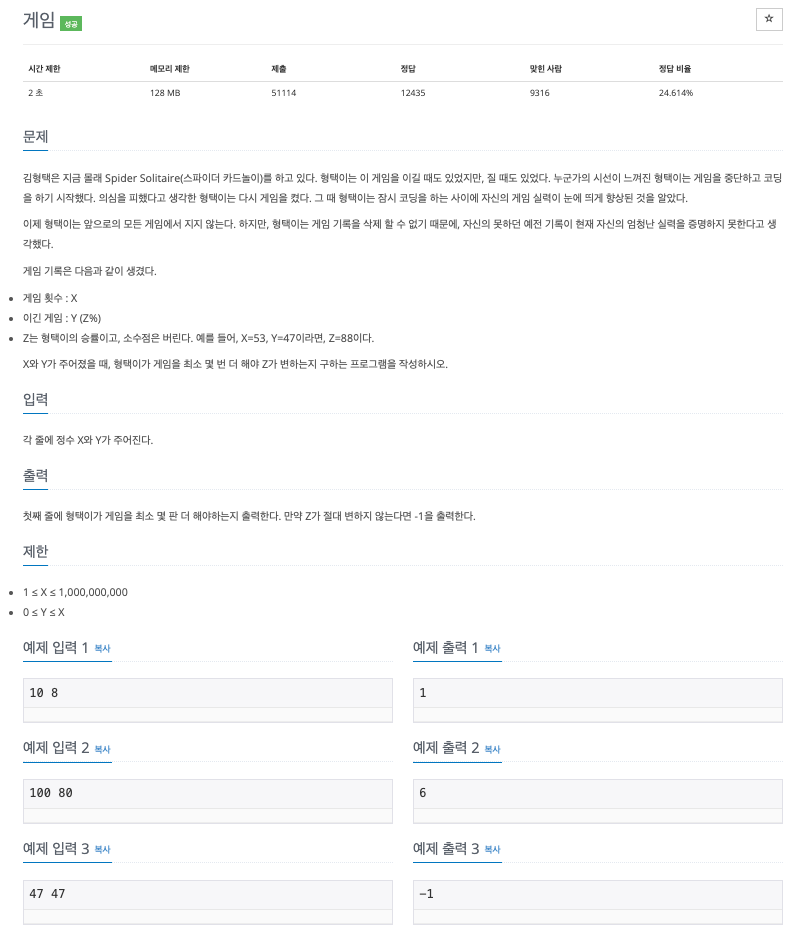 게임 성공
☆
시간 제한 메모리 제한 제출 정답 맞힌 사람 정답 비율
2 초 128 MB 51114 12435 9316 24.614%
문제
김형택은 지금 몰래 Spider Solitaire(스파이더 카드놀이)를 하고 있다. 형택이는 이 게임을 이길 때도 있었지만, 질 때도 있었다. 누군가의 시선이 느껴진 형택이는 게임을 중단하고 코딩
을 하기 시작했다. 의심을 피했다고 생각한 형택이는 다시 게임을 켰다. 그 때 형택이는 잠시 코딩을 하는 사이에 자신의 게임 실력이 눈에 띄게 향상된 것을 알았다.
이제 형택이는 앞으로의 모든 게임에서 지지 않는다. 하지만, 형택이는 게임 기록을 삭제 할 수 없기 때문에, 자신의 못하던 예전 기록이 현재 자신의 엄청난 실력을 증명하지 못한다고 생
각했다.
게임 기록은 다음과 같이 생겼다.
• 게임 횟수 : X
• 이긴 게임 : Y (Z%)
• Z는 형택이의 승률이고, 소수점은 버린다. 예를 들어, X=53, Y=47이라면, Z=88이다.
X와 Y가 주어졌을 때, 형택이가 게임을 최소 몇 번 더 해야 Z가 변하는지 구하는 프로그램을 작성하시오.
입력
각 줄에 정수 X와 Y가 주어진다.
출력
첫째 줄에 형택이가 게임을 최소 몇 판 더 해야하는지 출력한다. 만약 Z가 절대 변하지 않는다면 -1을 출력한다.
제한
• 1 ≤ X ≤ 1,000,000,000
• 0 ≤ Y ≤ X
예제 입력 1 복사
10 8
예제 출력 1 복사
1
예제 입력 2 복사
100 80
예제 출력 2 복사
6
예제 입력 3 복사
47 47
예제 출력 3 복사
-1